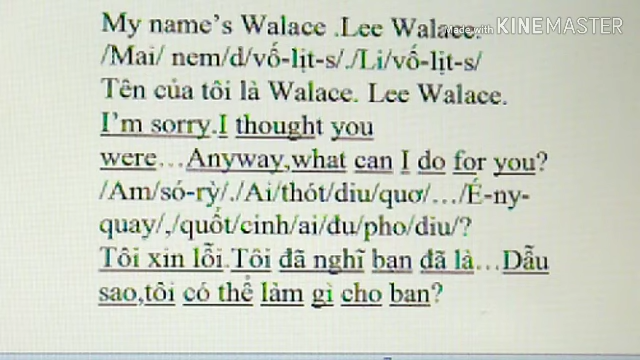 My name's Walace .Lee Walace.
Made with KINEMASTER
/Mai/ nem/d/vố-lịt-s/./Li/vố-lịt-s/
Tên của tôi là Walace. Lee Walace.
I'm sorry.I thought you
were…Anyway,what can I do for you?
/Am/só-rỳ/./Ai/thót/diu/quơ/…/É-ny-
quay/,/quốt/cinh/ai/đu/pho/diu/?
Tôi xin lỗi.Tôi đã nghĩ bạn đã là…Dẫu
sao,tôi có thể làm gì cho bạn?